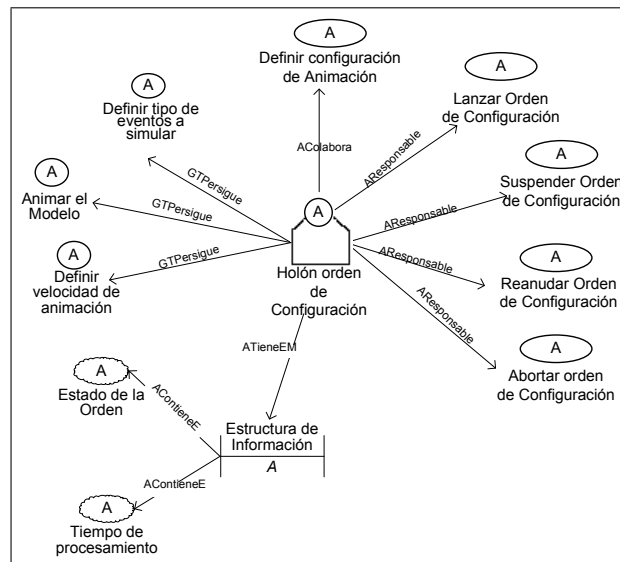 A
Definir configuración
de Animación
A
Lanzar Orden
de Configuración
A
Definir tipo de
eventos a
simular
A
Suspender Orden
de Configuración
A
Animar el
Modelo
A
Reanudar Orden
de Configuración
A
Definir
velocidad de
animación
A
Abortar orden
de Configuración
AColabora
AResponsable
AResponsable
AResponsable
AResponsable
GTPersigue
GTPersigue
GTPersigue
A
Holón orden
de
Configuración
ATieneEM
A
Estado de la
Orden
AContieneE
Estructura de
Información
A
AContieneE
A
Tiempo de
procesamiento